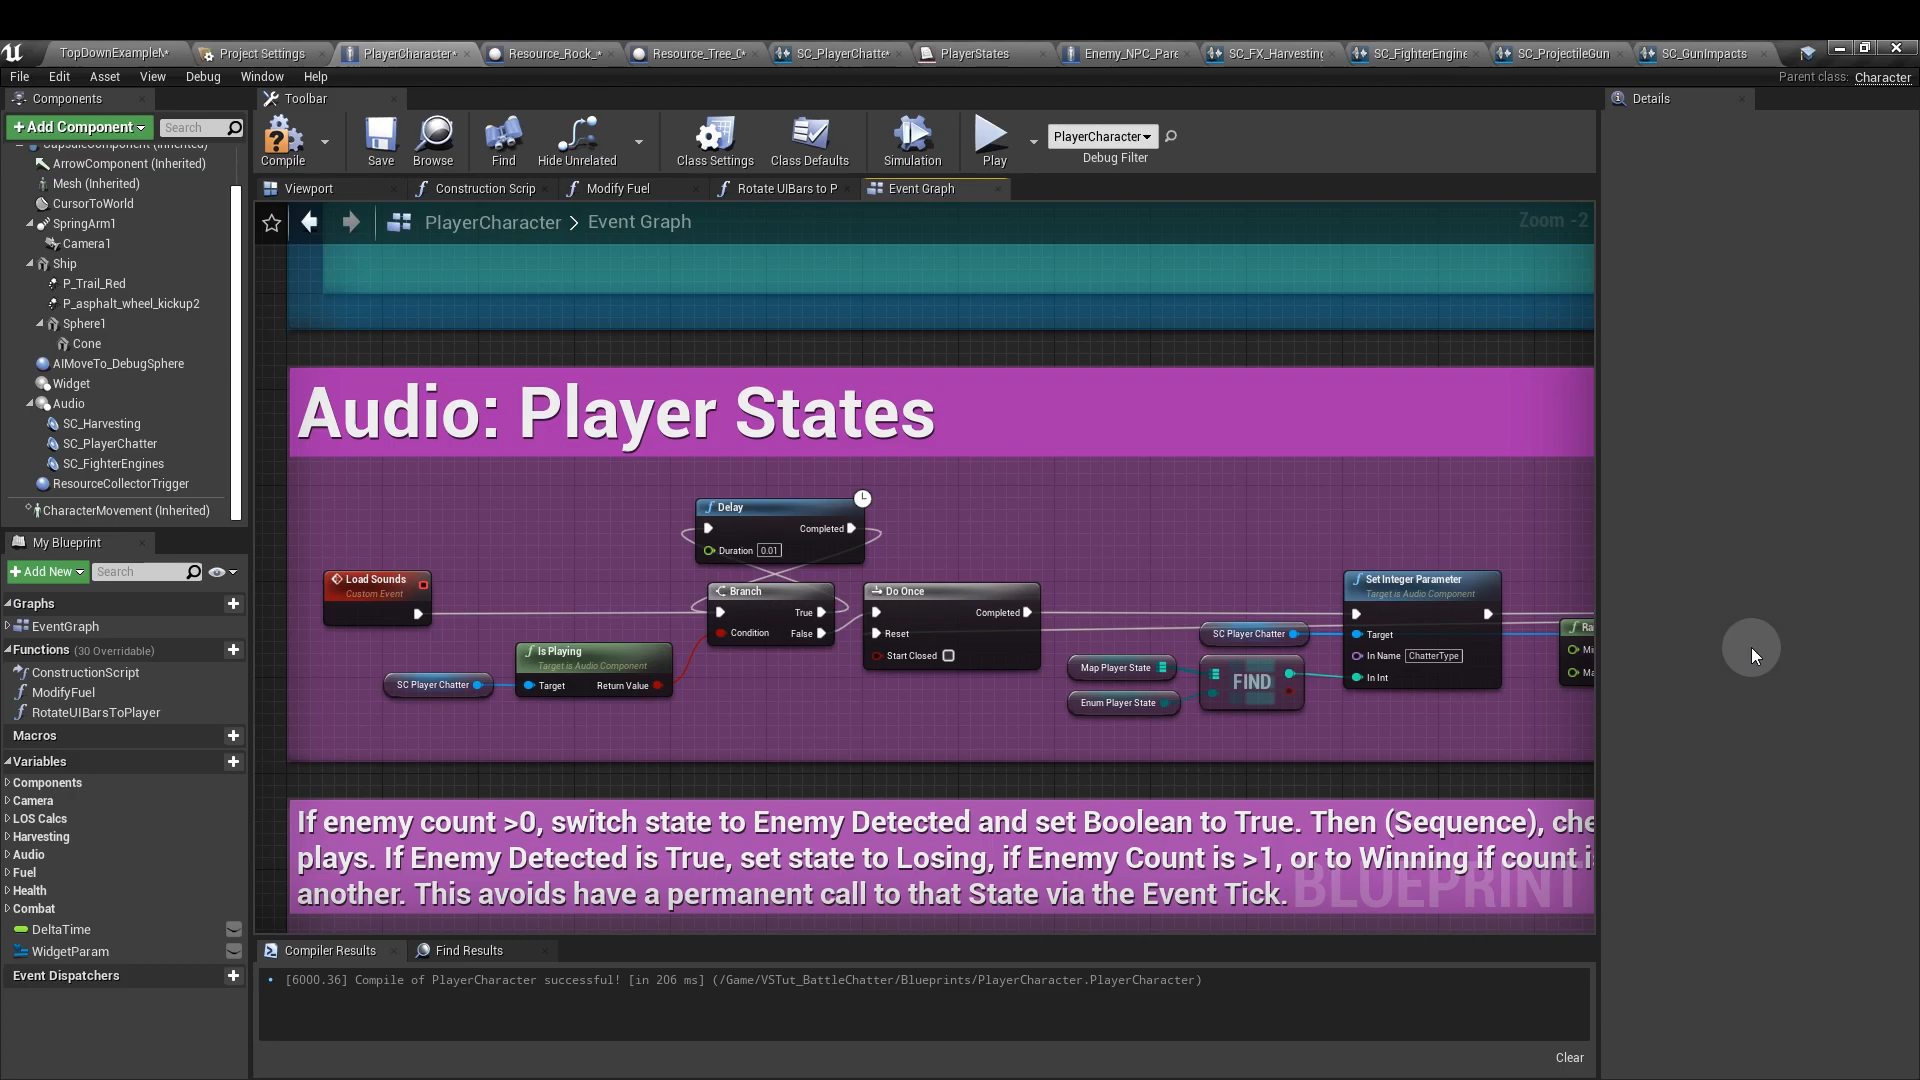 TopDownExampleM*
Project Settings
PlayerCharacter*
Resource_Rock_*
Resource_Tree_0*
SC_PlayerChatte*
PlayerStates
Enemy_NPC_Pare
SC_FX_Harvesting
SC_FighterEngine
SC_ProjectileGun
SC_GunImpacts
File Edit Asset View Debug Window Help
Parent class: Character
Components
Toolbar
Details
+ Add Component
Search
CapsuleComponent (Inherited)
ArrowComponent (Inherited)
Mesh (Inherited)
CursorToWorld
SpringArm1
Camera1
Ship
P_Trail_Red
P_asphalt_wheel_kickup2
Sphere1
Cone
AIMoveTo_DebugSphere
Widget
Audio
SC_Harvesting
SC_PlayerChatter
SC_FighterEngines
ResourceCollectorTrigger
CharacterMovement (Inherited)
Compile
Save
Browse
Find
Hide Unrelated
Class Settings
Class Defaults
Simulation
Play
PlayerCharacter
Debug Filter
Viewport
Construction Scrip
Modify Fuel
Rotate UIBars to P
Event Graph
PlayerCharacter > Event Graph
Zoom -2
Audio: Player States
Delay
Completed
Duration 0.01
Load Sounds
Custom Event
Branch
True
Condition False
Do Once
Completed
Reset
Start Closed
Is Playing
Target is Audio Component
Target Return Value
SC Player Chatter
Map Player State
Enum Player State
SC Player Chatter
FIND
Set Integer Parameter
Target is Audio Component
Target
In Name ChatterType
In Int
Ra
Mi
Ma
If enemy count >0, switch state to Enemy Detected and set Boolean to True. Then (Sequence), che
plays. If Enemy Detected is True, set state to Losing, if Enemy Count is >1, or to Winning if count i
another. This avoids have a permanent call to that State via the Event Tick.
BLUEPRINT
My Blueprint
+ Add New
Search
Graphs
EventGraph
Functions (30 Overridable)
ConstructionScript
ModifyFuel
RotateUIBarsToPlayer
Macros
Variables
Components
Camera
LOS Calcs
Harvesting
Audio
Fuel
Health
Combat
DeltaTime
WidgetParam
Event Dispatchers
Compiler Results
Find Results
[6000.36] Compile of PlayerCharacter successful! [in 206 ms] (/Game/VSTut_BattleChatter/Blueprints/PlayerCharacter.PlayerCharacter)
Clear